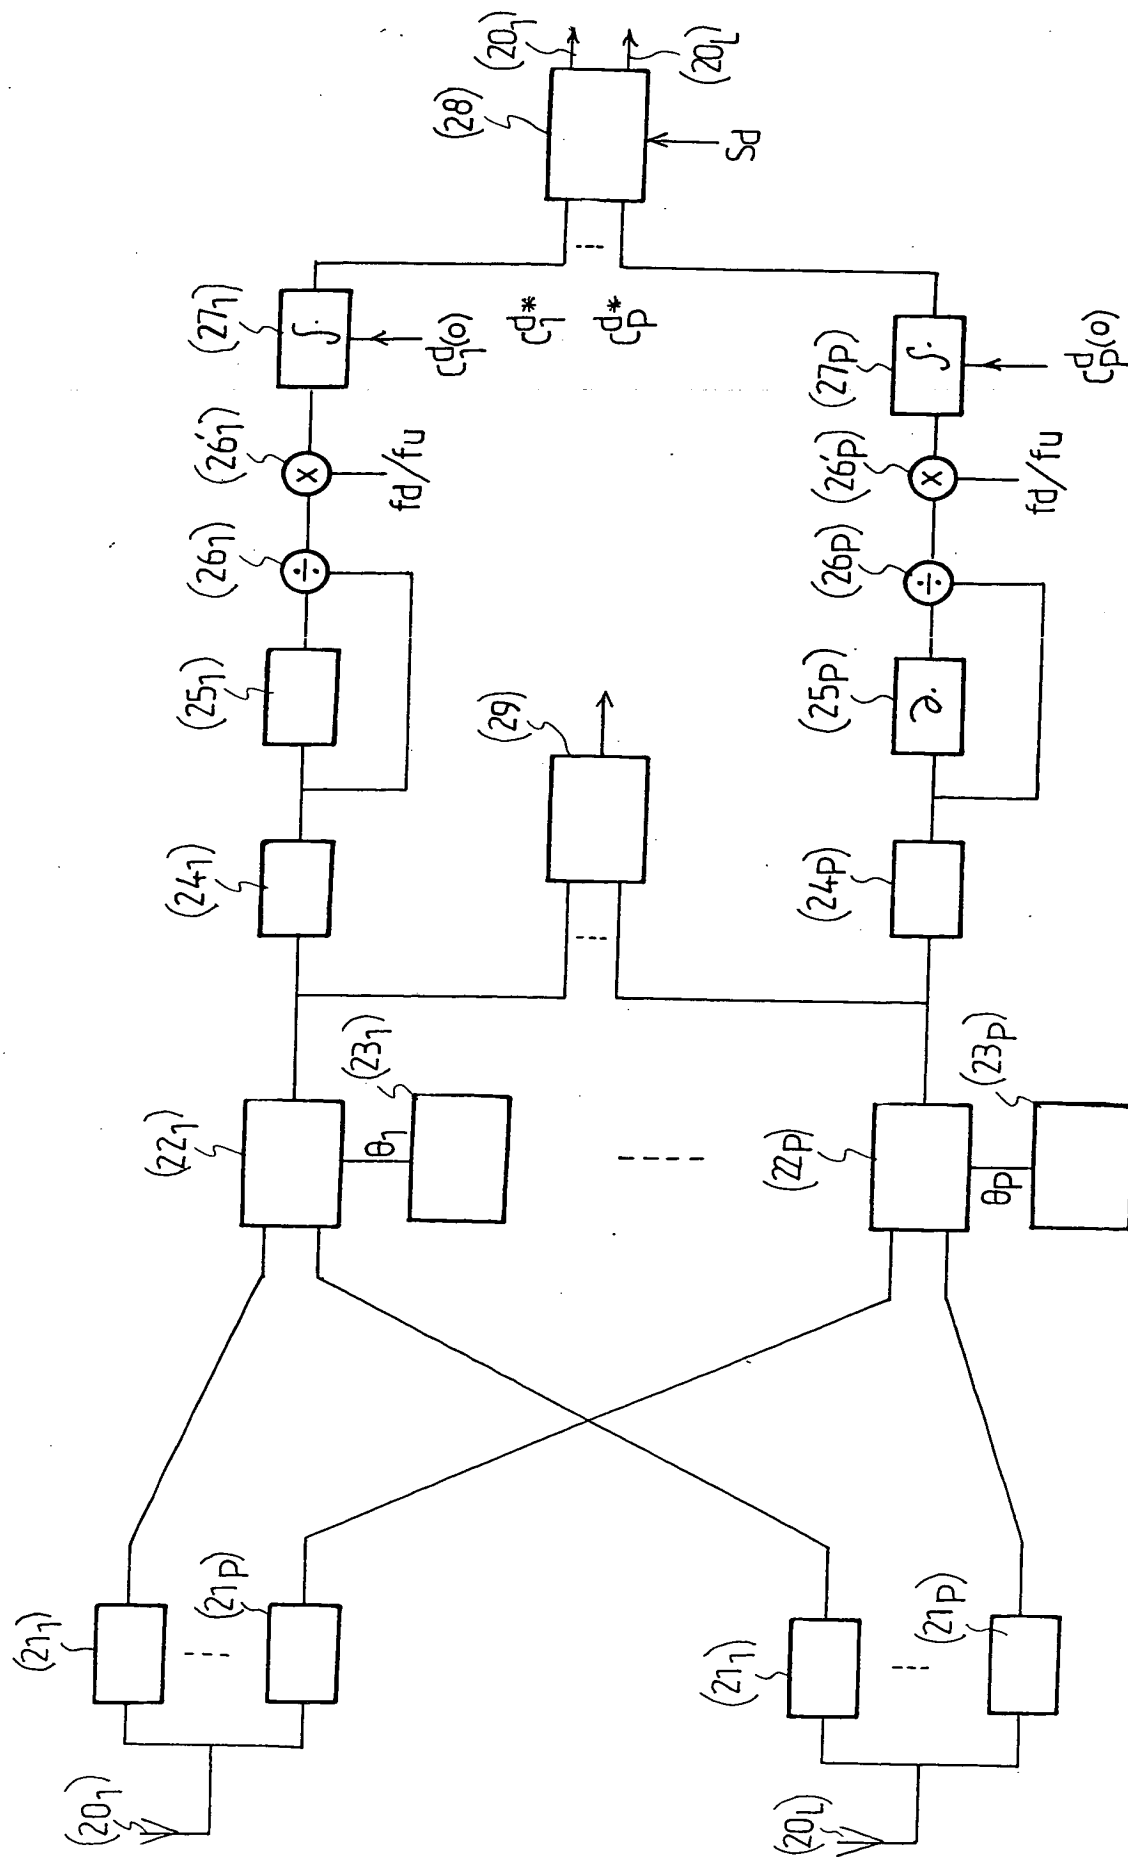 (20₁)
(21₁)
(21p)
(22₁)
θ₁
(23₁)
(24₁)
(25₁)
(26₁)
(26'₁)
fd/fu
(27₁)
∫·
C₁ᵈ(0)
C₁ᵈ*
Cpᵈ*
(28)
Sd
(20₁)
(20L)
(29)
(20L)
(21₁)
(21p)
(22p)
θp
(23p)
(24p)
(25p)
∂·
(26p)
÷
(26'p)
x
fd/fu
(27p)
∫·
Cpᵈ(0)
÷
x